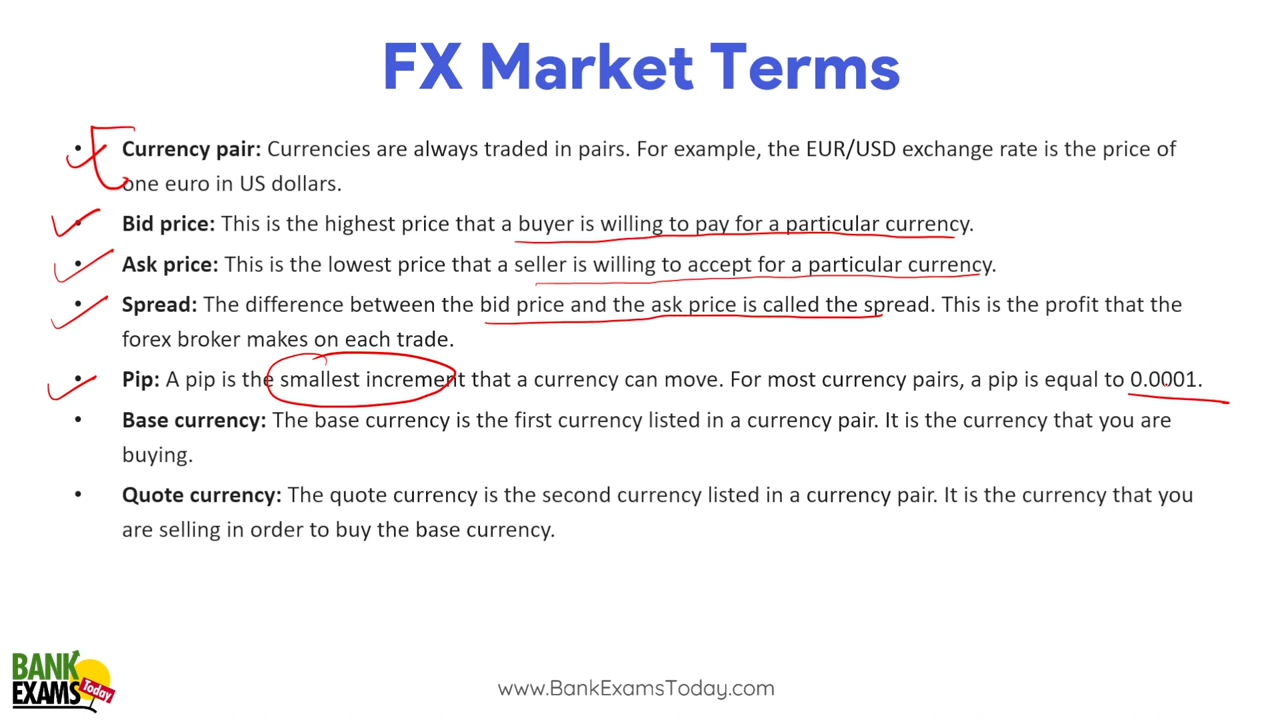 FX Market Terms
• Currency pair: Currencies are always traded in pairs. For example, the EUR/USD exchange rate is the price of
one euro in US dollars.
• Bid price: This is the highest price that a buyer is willing to pay for a particular currency.
• Ask price: This is the lowest price that a seller is willing to accept for a particular currency.
• Spread: The difference between the bid price and the ask price is called the spread. This is the profit that the
forex broker makes on each trade.
• Pip: A pip is the smallest increment that a currency can move. For most currency pairs, a pip is equal to 0.0001.
• Base currency: The base currency is the first currency listed in a currency pair. It is the currency that you are
buying.
• Quote currency: The quote currency is the second currency listed in a currency pair. It is the currency that you
are selling in order to buy the base currency.
BANK
EXAMS Today
www.BankExamsToday.com